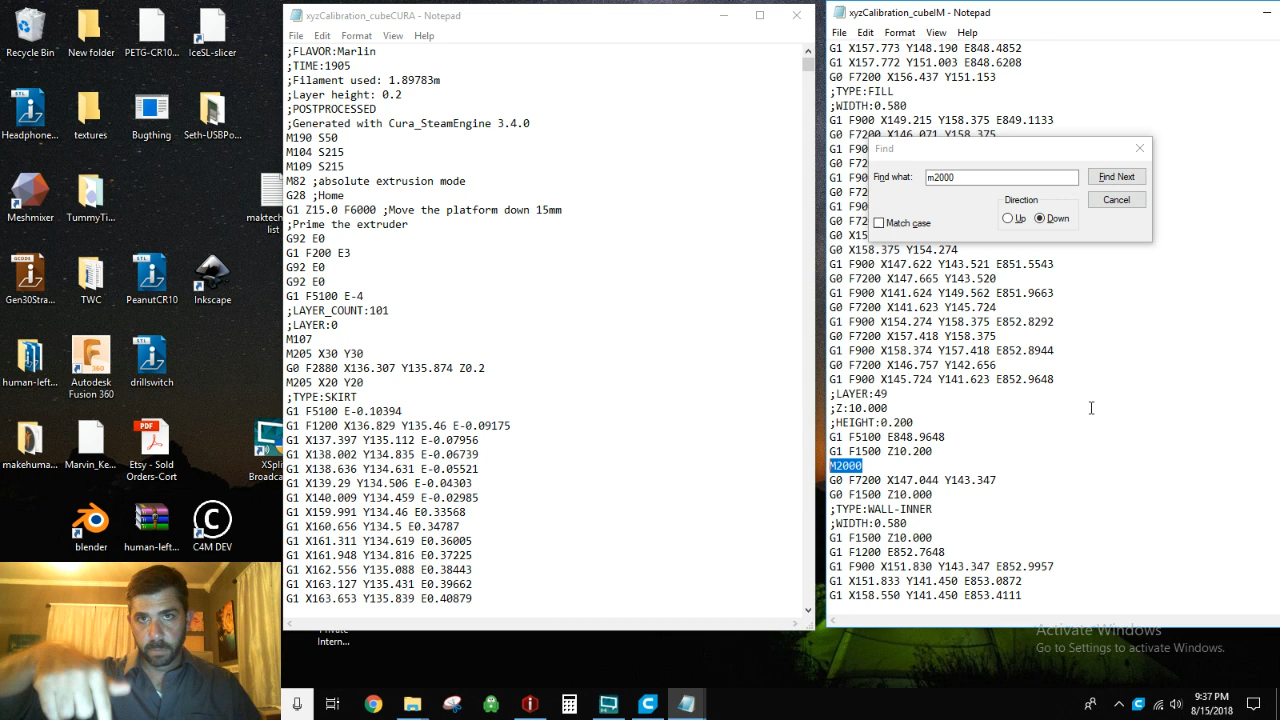 Recycle Bin
New folder
PETG-CR10...
IceSL-slicer
Headphone...
textures
Bugthing
Seth-USBPo...
Meshmixer
TummyTi...
maktech
list
Gen30Stra...
TWC
PeanutCR10
Inkscape
human-left...
Autodesk
Fusion 360
drillswitch
makehuma...
Marvin_Ke...
Etsy - Sold
Orders-Cort
XSpli
Broadca
blender
human-left...
C4M DEV
Intern...
xyzCalibration_cubeCURA - Notepad
File Edit Format View Help
;FLAVOR:Marlin
;TIME:1905
;Filament used: 1.89783m
;Layer height: 0.2
;POSTPROCESSED
;Generated with Cura_SteamEngine 3.4.0
M190 S50
M104 S215
M109 S215
M82 ;absolute extrusion mode
G28 ;Home
G1 Z15.0 F6000 ;Move the platform down 15mm
;Prime the extruder
G92 E0
G1 F200 E3
G92 E0
G92 E0
G1 F5100 E-4
;LAYER_COUNT:101
;LAYER:0
M107
M205 X30 Y30
G0 F2880 X136.307 Y135.874 Z0.2
M205 X20 Y20
;TYPE:SKIRT
G1 F5100 E-0.10394
G1 F1200 X136.829 Y135.46 E-0.09175
G1 X137.397 Y135.112 E-0.07956
G1 X138.002 Y134.835 E-0.06739
G1 X138.636 Y134.631 E-0.05521
G1 X139.29 Y134.506 E-0.04303
G1 X140.009 Y134.459 E-0.02985
G1 X159.991 Y134.46 E0.33568
G1 X160.656 Y134.5 E0.34787
G1 X161.311 Y134.619 E0.36005
G1 X161.948 Y134.816 E0.37225
G1 X162.556 Y135.088 E0.38443
G1 X163.127 Y135.431 E0.39662
G1 X163.653 Y135.839 E0.40879
xyzCalibration_cubeIM - Notepad
File Edit Format View Help
G1 X157.773 Y148.190 E848.4852
G1 X157.772 Y151.003 E848.6208
G0 F7200 X156.437 Y151.153
;TYPE:FILL
;WIDTH:0.580
G1 F900 X149.215 Y158.375 E849.1133
G0 F7200 X146.071 Y158.375
G1 F90
G0 F72
G1 F90
G0 F72
G1 F90
G0 F72
G0 X15
G0 X158.375 Y154.274
G1 F900 X147.622 Y143.521 E851.5543
G0 F7200 X147.665 Y143.520
G1 F900 X141.624 Y149.562 E851.9663
G0 F7200 X141.623 Y145.724
G1 F900 X154.274 Y158.375 E852.8292
G0 F7200 X157.418 Y158.375
G1 F900 X158.374 Y157.418 E852.8944
G0 F7200 X146.757 Y142.656
G1 F900 X145.724 Y141.623 E852.9648
;LAYER:49
;Z:10.000
;HEIGHT:0.200
G1 F5100 E848.9648
G1 F1500 Z10.200
M2000
G0 F7200 X147.044 Y143.347
G0 F1500 Z10.000
;TYPE:WALL-INNER
;WIDTH:0.580
G1 F1500 Z10.000
G1 F1200 E852.7648
G1 F900 X151.830 Y143.347 E852.9957
G1 X151.833 Y141.450 E853.0872
G1 X158.550 Y141.450 E853.4111
Find
Find what: m2000
Find Next
Cancel
Direction
Up Down
Match case
Activate Windows
Go to Settings to activate Windows.
9:37 PM
8/15/2018